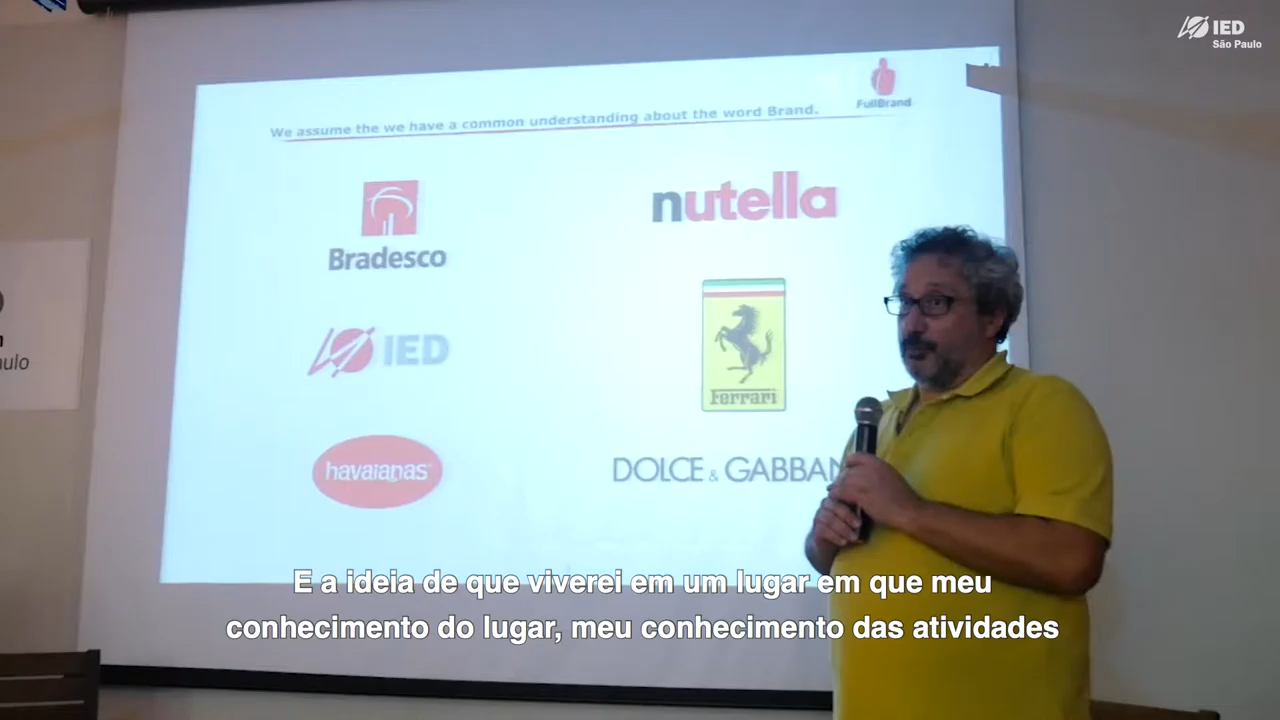 IED
São Paulo
FullBrand
We assume the we have a common understanding about the word Brand.
Bradesco
nutella
IED
Ferrari
havaianas
DOLCE & GABBAN
aulo
E a ideia de que viverei em um lugar em que meu
conhecimento do lugar, meu conhecimento das atividades